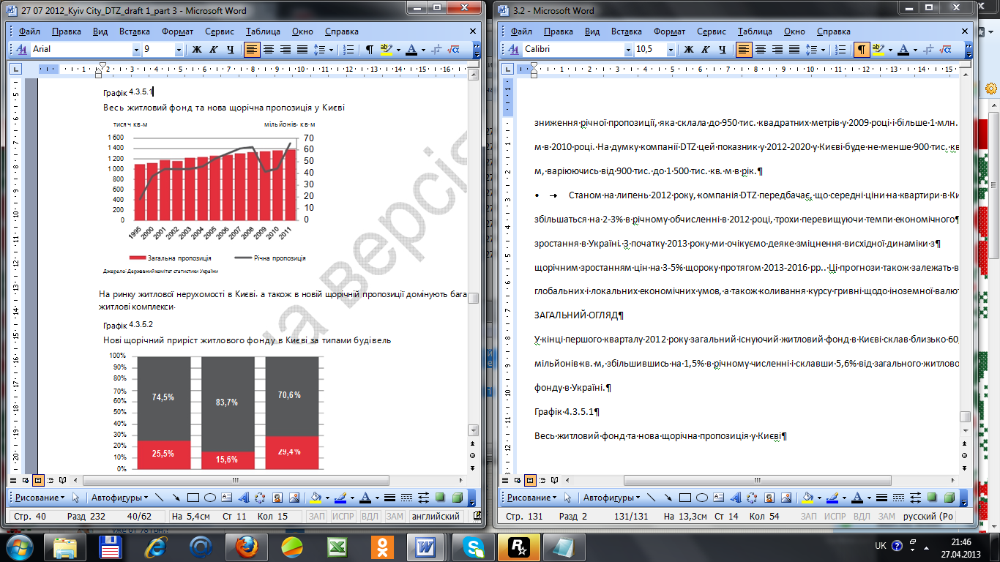 27 07 2012_Kyiv City_DTZ_draft 1_part 3 - Microsoft Word
Файл Правка Вид Вставка Формат Сервис Таблица Окно Справка
Arial 9 Ж К Ч
Графік 4.3.5.1
Весь житловий фонд та нова щорічна пропозиція у Києві
тисяч кв.м мільйонів- кв-м
1 600 70
1 400 60
1 200 50
1 000 40
800 30
600 20
400 10
200 0
0
1995 2000 2001 2002 2003 2004 2005 2006 2007 2008 2009 2010 2011
Загальна пропозиція Річна пропозиція
Джерело: Державний комітет статистики України
На ринку житлової нерухомості в Києві, а також в новій щорічній пропозиції домінують бага
житлові комплекси.
Графік 4.3.5.2
Нові щорічний приріст житлового фонду в Києві за типами будівель
100%
90%
80%
70%
60%
50%
40%
30%
20%
10%
0%
74,5% 83,7% 70,6%
25,5% 15,6% 29,4%
на версія
Рисование Автофигуры
Стр. 40 Разд 232 40/62 На 5,4см Ст 11 Кол 15 ЗАП ИСПР ВДЛ ЗАМ английский
3.2 - Microsoft Word
Файл Правка Вид Вставка Формат Сервис Таблица Окно Справка
Calibri 10,5 Ж К Ч
зниження річної пропозиції, яка склала до 950 тис. квадратних метрів у 2009 році і більше 1 млн.
м в 2010 році. На думку компанії DTZ цей показник у 2012-2020 у Києві буде не менше 900 тис. кв
м, варіюючись від 900 тис. до 1 500 тис. кв. м в рік.¶
• → Станом на липень 2012 року, компанія DTZ передбачає, що середні ціни на квартири в Ки
збільшаться на 2-3% в річному обчисленні в 2012 році, трохи перевищуючи темпи економічного¶
зростання в Україні. З початку 2013 року ми очікуємо деяке зміцнення висхідної динаміки з¶
щорічним зростанням цін на 3-5% щороку протягом 2013-2016 рр.. Ці прогнози також залежать в
глобальних і локальних економічних умов, а також коливання курсу гривні щодо іноземної валют
ЗАГАЛЬНИЙ ОГЛЯД¶
У кінці першого кварталу 2012 року загальний існуючий житловий фонд в Києві склав близько 60,
мільйонів кв. м, збільшившись на 1,5% в річному численні і склавши 5,6% від загального житлово
фонду в Україні.¶
Графік 4.3.5.1¶
Весь житловий фонд та нова щорічна пропозиція у Києві¶
Рисование Автофигуры
Стр. 131 Разд 2 131/131 На 13,3см Ст 14 Кол 54 ЗАП ИСПР ВДЛ ЗАМ русский (Ро
UK 21:46
27.04.2013